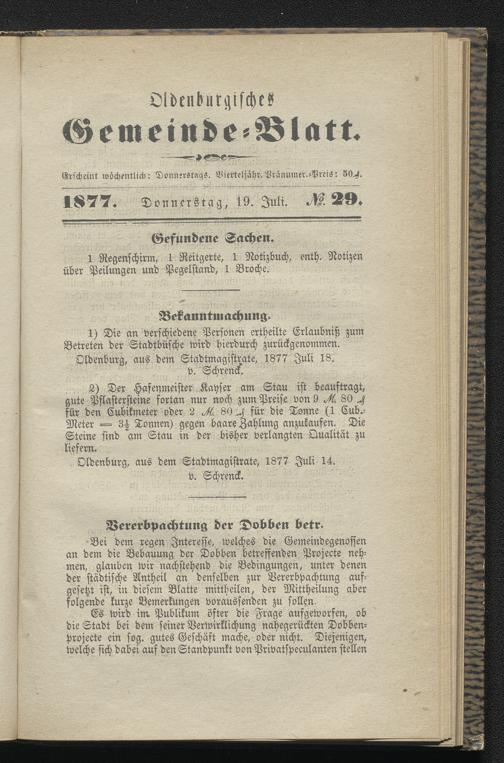 Oldenburgisches
Gemeinde-Blatt.
Erscheint wöchentlich: Donnerstags. Vierteljähr. Pränumer.-Preis: 50 ₰.
1877. Donnerstag, 19. Juli. № 29.
Gefundene Sachen.
1 Regenschirm, 1 Reitgerte, 1 Notizbuch, enth. Notizen
über Peilungen und Pegelstand, 1 Broche.
Bekanntmachung.
1) Die an verschiedene Personen ertheilte Erlaubniß zum
Betreten der Stadtbüsche wird hierdurch zurückgenommen.
Oldenburg, aus dem Stadtmagistrate, 1877 Juli 18.
v. Schrenck.
2) Der Hafenmeister Kayser am Stau ist beauftragt,
gute Pflastersteine fortan nur noch zum Preise von 9 M. 80 ₰
für den Cubikmeter oder 2 M. 80 ₰ für die Tonne (1 Cub.-
Meter = 3½ Tonnen) gegen baare Zahlung anzukaufen. Die
Steine sind am Stau in der bisher verlangten Qualität zu
liefern.
Oldenburg, aus dem Stadtmagistrate, 1877 Juli 14.
v. Schrenck.
Vererbpachtung der Dobben betr.
Bei dem regen Interesse, welches die Gemeindegenossen
an dem die Bebauung der Dobben betreffenden Projecte neh-
men, glauben wir nachstehend die Bedingungen, unter denen
der städtische Antheil an denselben zur Vererbpachtung auf-
gesetzt ist, in diesem Blatte mittheilen, der Mittheilung aber
folgende kurze Bemerkungen voraussenden zu sollen.
Es wird im Publikum öfter die Frage aufgeworfen, ob
die Stadt bei dem seiner Verwirklichung nahegerückten Dobben-
projecte ein sog. gutes Geschäft mache, oder nicht. Diejenigen,
welche sich dabei auf den Standpunkt von Privatspeculanten stellen